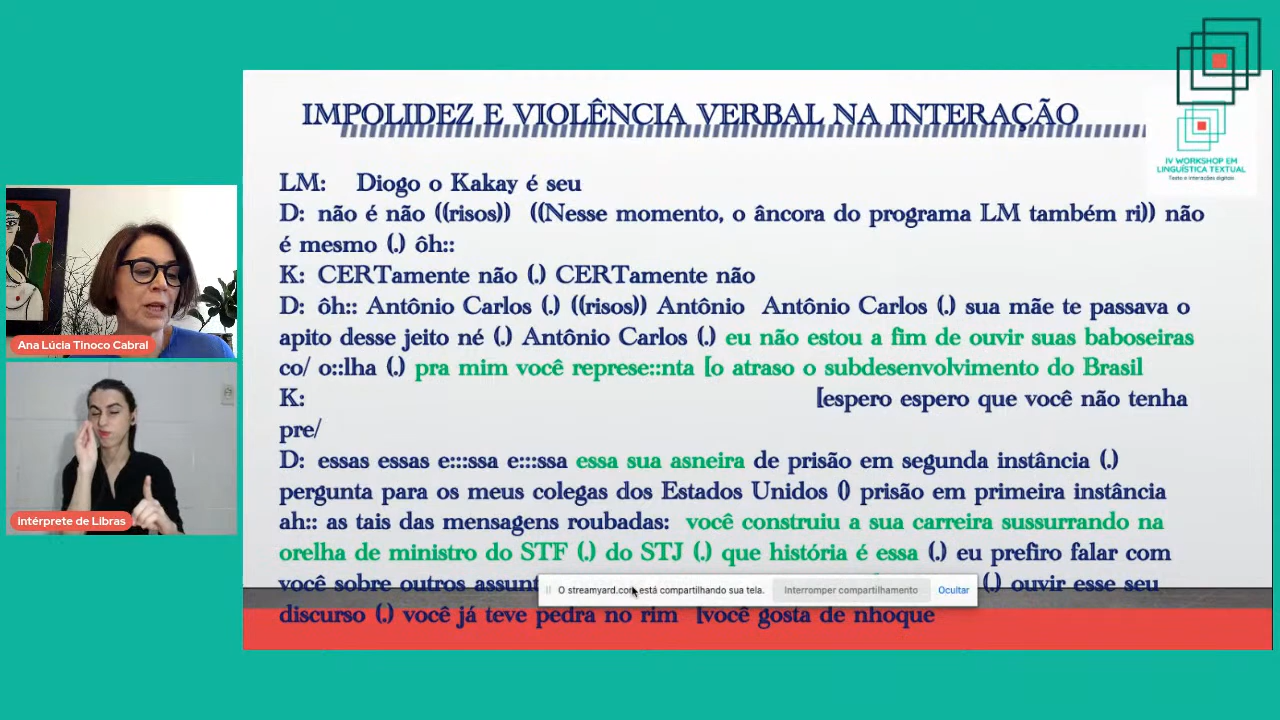 IMPOLIDEZ E VIOLÊNCIA VERBAL NA INTERAÇÃO
IV WORKSHOP EM
LINGUÍSTICA TEXTUAL
Texto e interações digitais
LM: Diogo o Kakay é seu
D: não é não ((risos)) ((Nesse momento, o âncora do programa LM também ri)) não
é mesmo (.) ôh::
K: CERTamente não (.) CERTamente não
D: ôh:: Antônio Carlos (.) ((risos)) Antônio Antônio Carlos (.) sua mãe te passava o
apito desse jeito né (.) Antônio Carlos (.) eu não estou a fim de ouvir suas baboseiras
co/ o::lha (.) pra mim você represe::nta [o atraso o subdesenvolvimento do Brasil
K: [espero espero que você não tenha
pre/
D: essas essas e:::ssa e:::ssa essa sua asneira de prisão em segunda instância (.)
pergunta para os meus colegas dos Estados Unidos () prisão em primeira instância
ah:: as tais das mensagens roubadas: você construiu a sua carreira sussurrando na
orelha de ministro do STF (.) do STJ (.) que história é essa (.) eu prefiro falar com
você sobre outros assunt (.) ouvir esse seu
discurso (.) você já teve pedra no rim [você gosta de nhoque
O streamyard.com está compartilhando sua tela. Interromper compartilhamento Ocultar
Ana Lúcia Tinoco Cabral
Intérprete de Libras